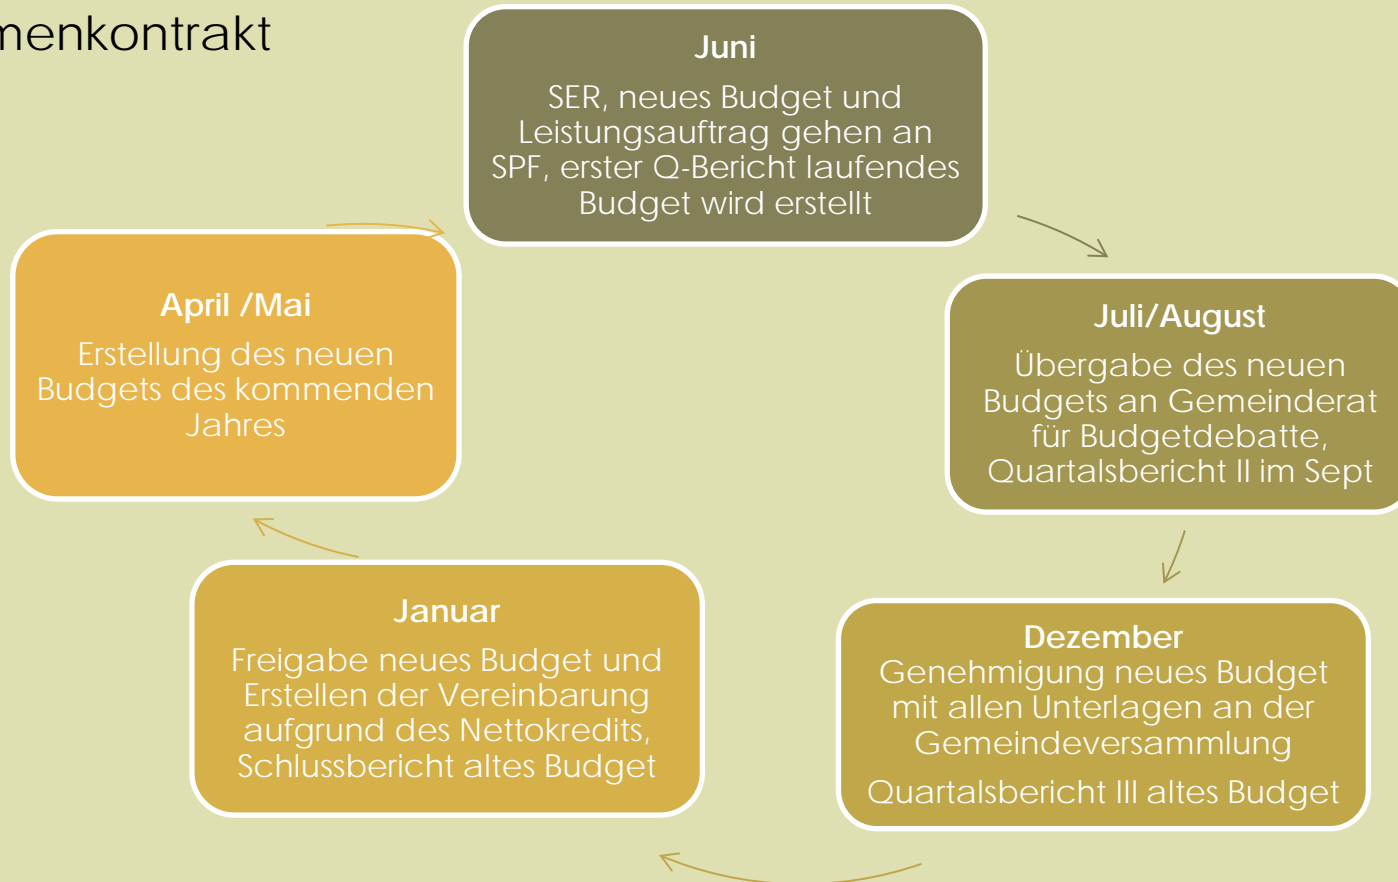 menkontrakt
Juni
SER, neues Budget und
Leistungsauftrag gehen an
SPF, erster Q-Bericht laufendes
Budget wird erstellt
Juli/August
Übergabe des neuen
Budgets an Gemeinderat
für Budgetdebatte,
Quartalsbericht II im Sept
Dezember
Genehmigung neues Budget
mit allen Unterlagen an der
Gemeindeversammlung
Quartalsbericht III altes Budget
Januar
Freigabe neues Budget und
Erstellen der Vereinbarung
aufgrund des Nettokredits,
Schlussbericht altes Budget
April /Mai
Erstellung des neuen
Budgets des kommenden
Jahres